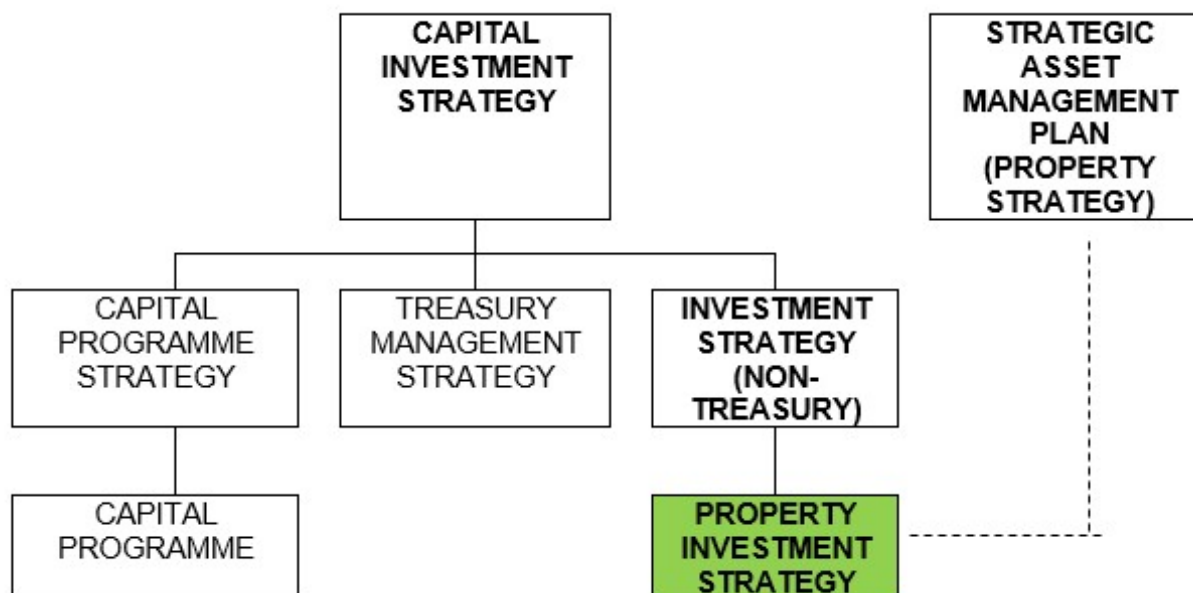 CAPITAL
INVESTMENT
STRATEGY
STRATEGIC
ASSET
MANAGEMENT
PLAN
(PROPERTY
STRATEGY)
CAPITAL
PROGRAMME
STRATEGY
TREASURY
MANAGEMENT
STRATEGY
INVESTMENT
STRATEGY
(NON-
TREASURY)
CAPITAL
PROGRAMME
PROPERTY
INVESTMENT
STRATEGY